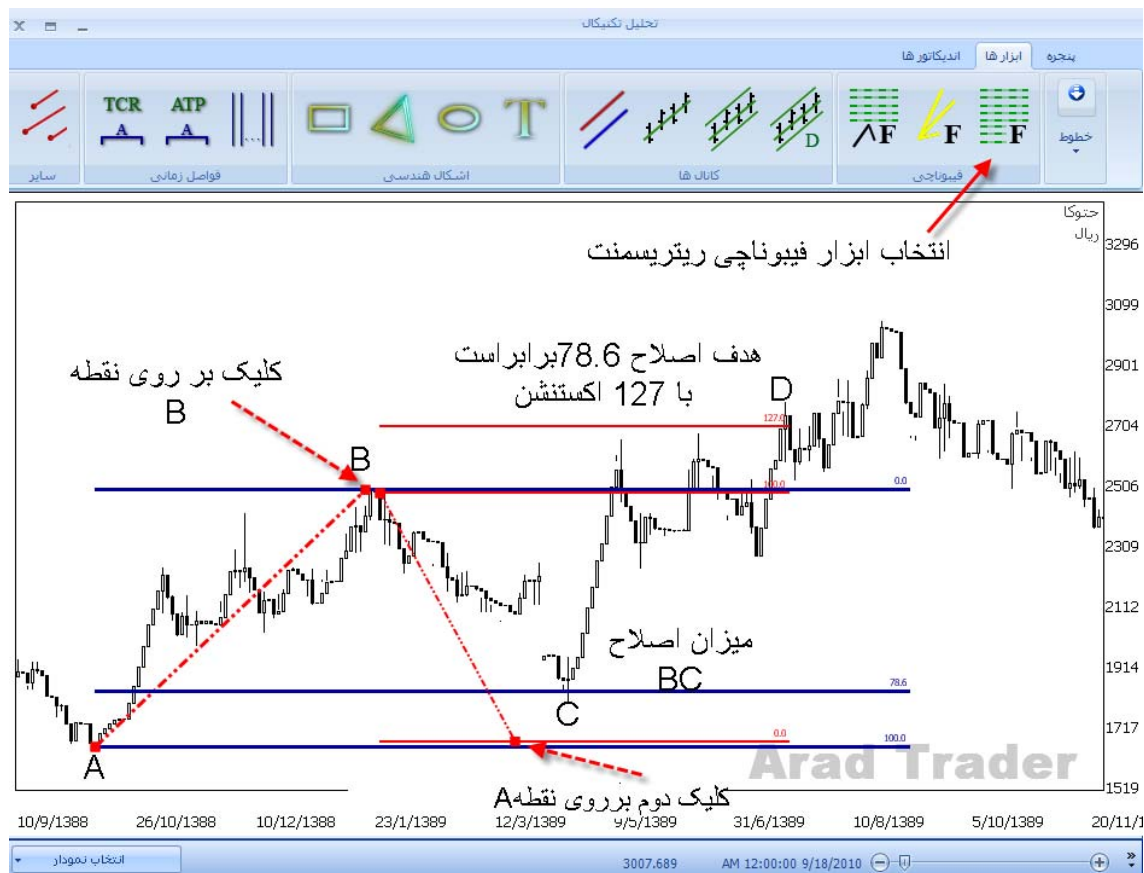 تحلیل تکنیکال
پنجره
ابزار ها
اندیکاتور ها
خطوط
F
F
F
فیبوناچی
D
کانال ها
T
اشکال هندسی
ATP
A
TCR
A
فواصل زمانی
سایر
حتوکا
ریال
انتخاب ابزار فیبوناچی ریتریسمنت
هدف اصلاح 78.6برابراست
با 127 اکستنشن
کلیک بر روی نقطه
B
B
D
127.0
100.0
0.0
میزان اصلاح
BC
78.6
C
0.0
100.0
A
Arad Trader
کلیک دوم برروی نقطهA
3296
3099
2901
2704
2506
2309
2112
1914
1717
1519
10/9/1388
26/10/1388
10/12/1388
23/1/1389
12/3/1389
9/5/1389
31/6/1389
10/8/1389
5/10/1389
20/11/1
انتخاب نمودار
3007.689
AM 12:00:00 9/18/2010